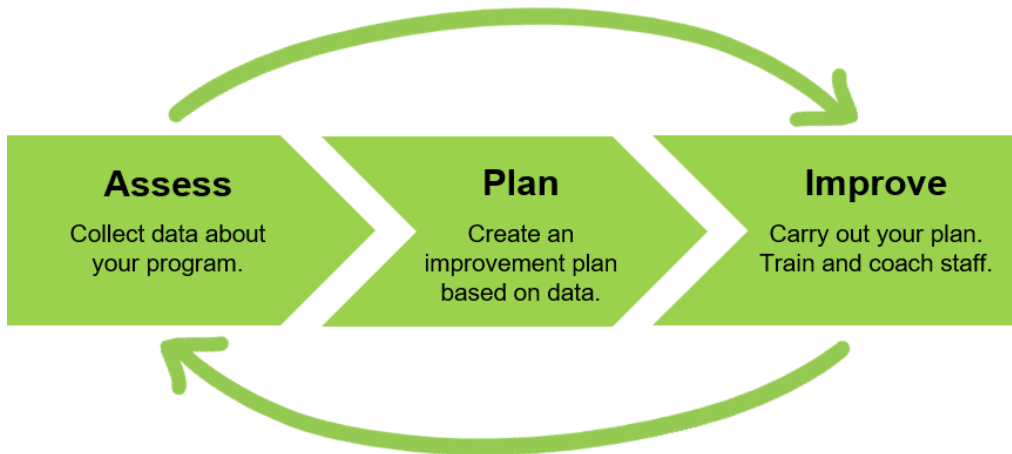 Assess
Collect data about
your program.
Plan
Create an
improvement plan
based on data.
Improve
Carry out your plan.
Train and coach staff.